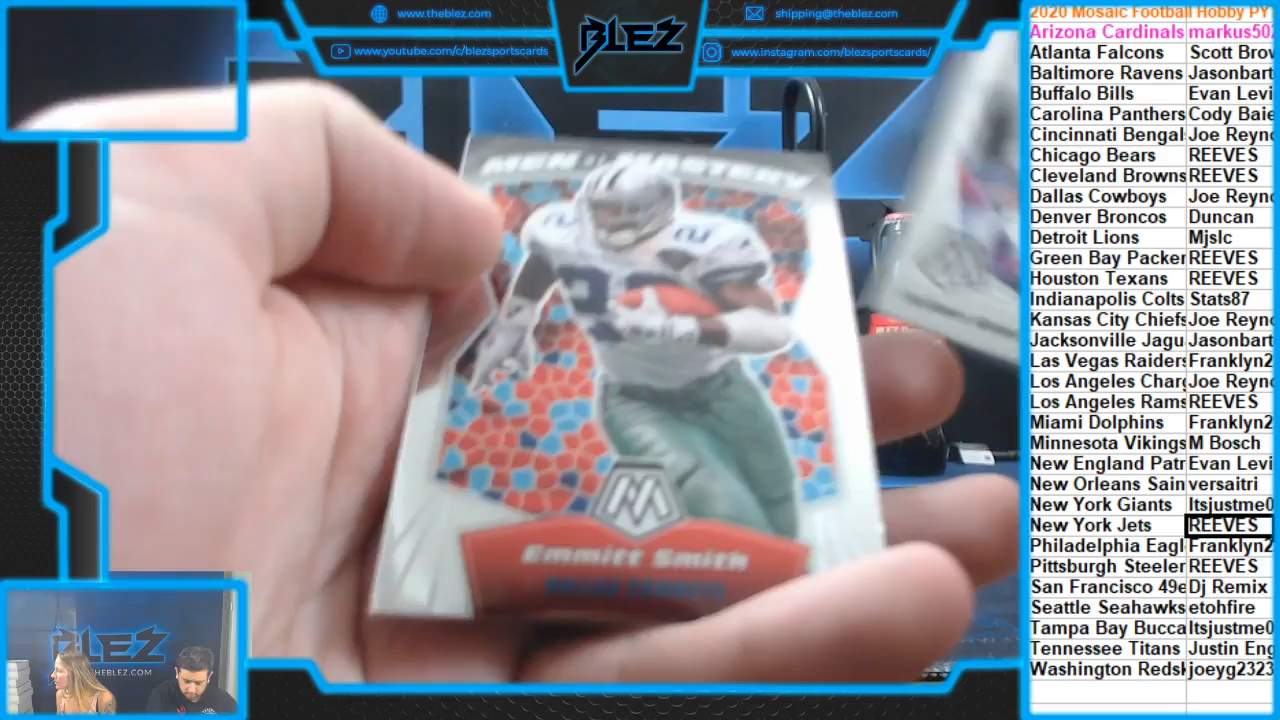 www.theblez.com
shipping@theblez.com
www.youtube.com/c/blezsportscards
www.instagram.com/blezsportscards/
BLEZ
2020 Mosaic Football Hobby PY
Arizona Cardinals markus502
Atlanta Falcons Scott Brow
Baltimore Ravens Jasonbart
Buffalo Bills Evan Levi
Carolina Panthers Cody Baie
Cincinnati Bengal Joe Reyno
Chicago Bears REEVES
Cleveland Browns REEVES
Dallas Cowboys Joe Reyno
Denver Broncos Duncan
Detroit Lions Mjslc
Green Bay Packer REEVES
Houston Texans REEVES
Indianapolis Colts Stats87
Kansas City Chiefs Joe Reyno
Jacksonville Jagu Jasonbart
Las Vegas Raider Franklyn2
Los Angeles Charg Joe Reyno
Los Angeles Rams REEVES
Miami Dolphins Franklyn2
Minnesota Vikings M Bosch
New England Patr Evan Levi
New Orleans Sain versaitri
New York Giants Itsjustme0
New York Jets REEVES
Philadelphia Eagl Franklyn2
Pittsburgh Steeler REEVES
San Francisco 49e Dj Remix
Seattle Seahawks etohfire
Tampa Bay Bucca Itsjustme0
Tennessee Titans Justin Eng
Washington Redsk joeyg2323
MEN OF MASTERY
22
Emmitt Smith
DALLAS COWBOYS
BLEZ
THEBLEZ.COM